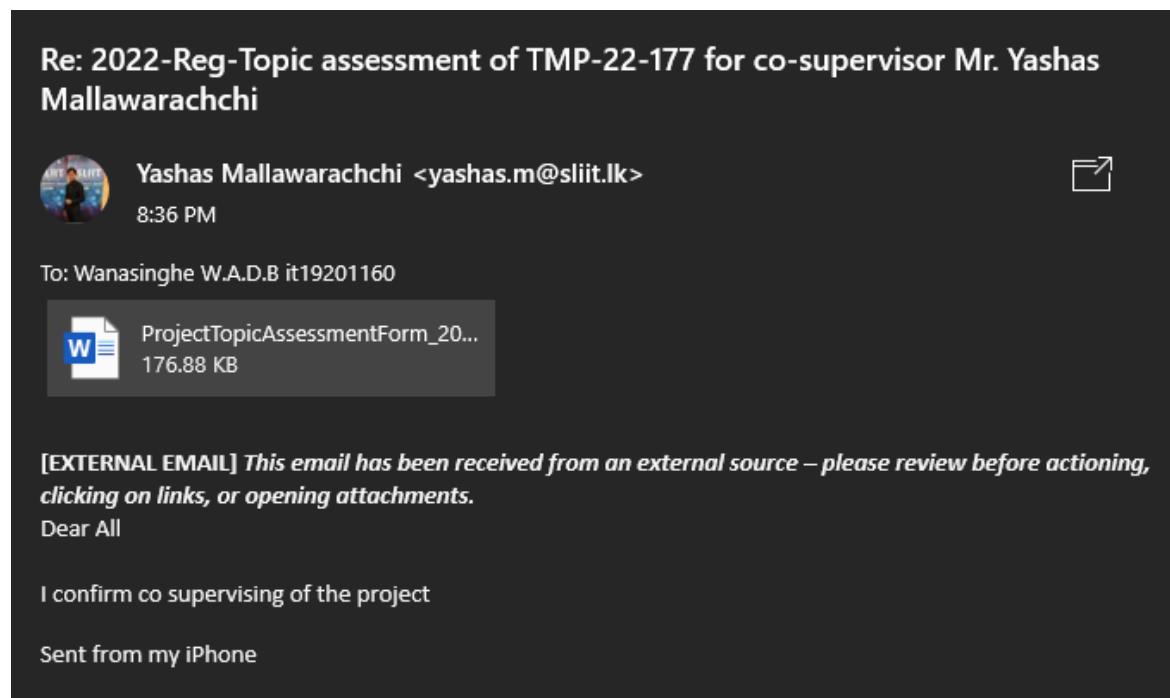 Re: 2022-Reg-Topic assessment of TMP-22-177 for co-supervisor Mr. Yashas
Mallawarachchi
Yashas Mallawarachchi <yashas.m@sliit.lk>
8:36 PM
To: Wanasinghe W.A.D.B it19201160
ProjectTopicAssessmentForm_20...
176.88 KB
[EXTERNAL EMAIL] This email has been received from an external source – please review before actioning,
clicking on links, or opening attachments.
Dear All
I confirm co supervising of the project
Sent from my iPhone